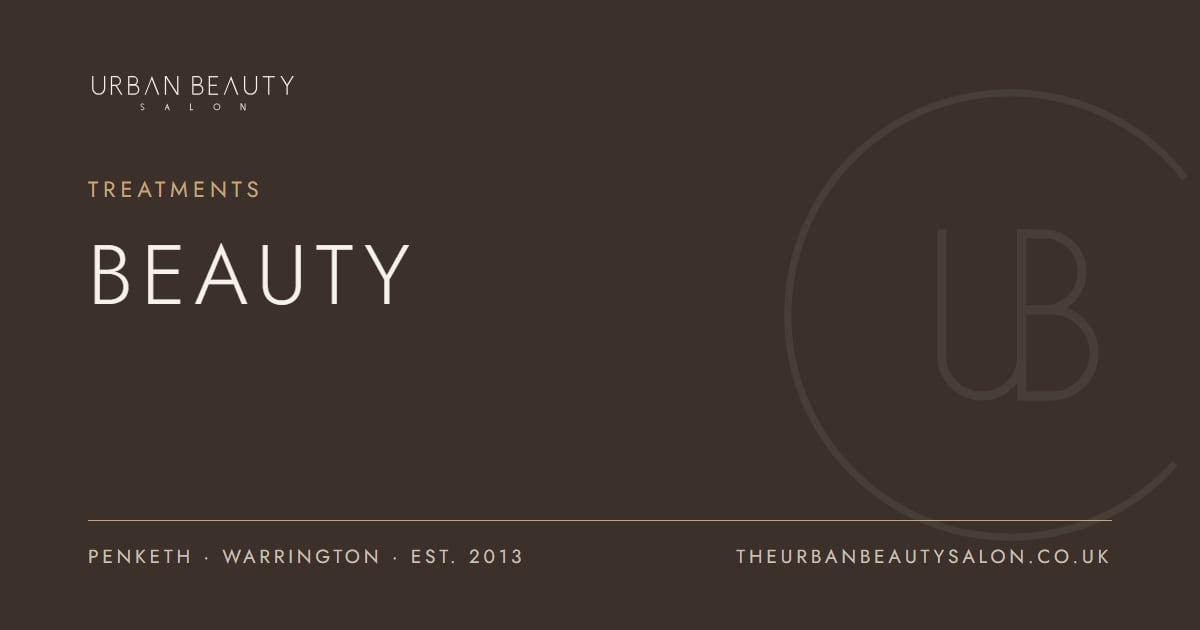 URBAN BEAUTY
SALON
TREATMENTS
BEAUTY
UB
PENKETH · WARRINGTON · EST. 2013
THEURBANBEAUTYSALON.CO.UK